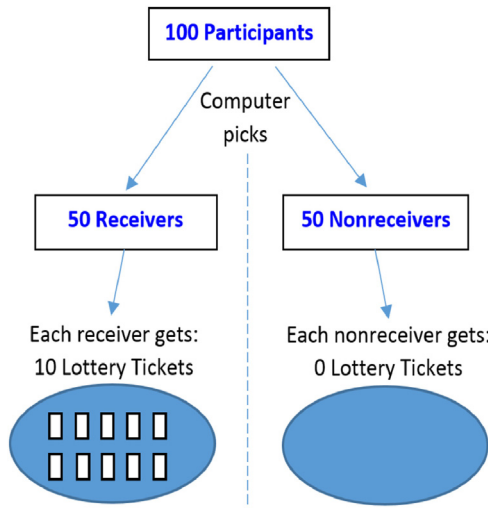 100 Participants
Computer
picks
50 Receivers
50 Nonreceivers
Each receiver gets:
10 Lottery Tickets
Each nonreceiver gets:
0 Lottery Tickets